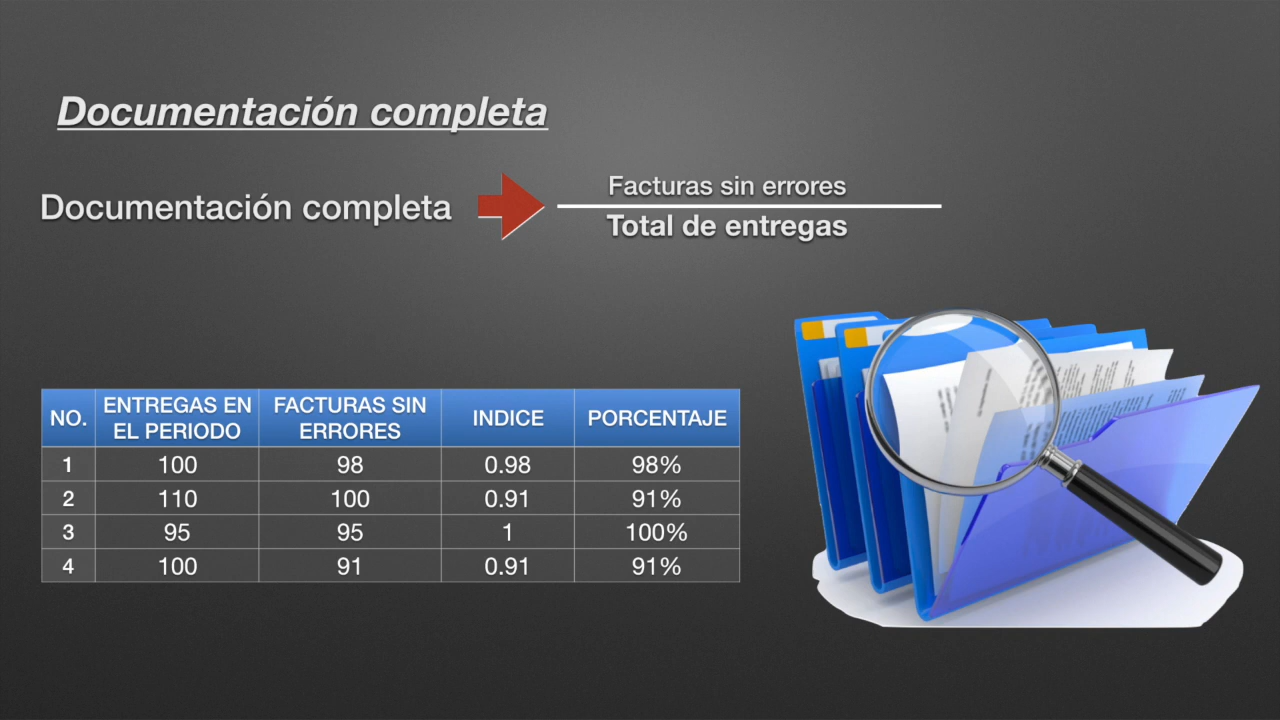 Documentación completa
Documentación completa
Facturas sin errores
Total de entregas
NO. ENTREGAS EN EL PERIODO FACTURAS SIN ERRORES INDICE PORCENTAJE
1 100 98 0.98 98%
2 110 100 0.91 91%
3 95 95 1 100%
4 100 91 0.91 91%